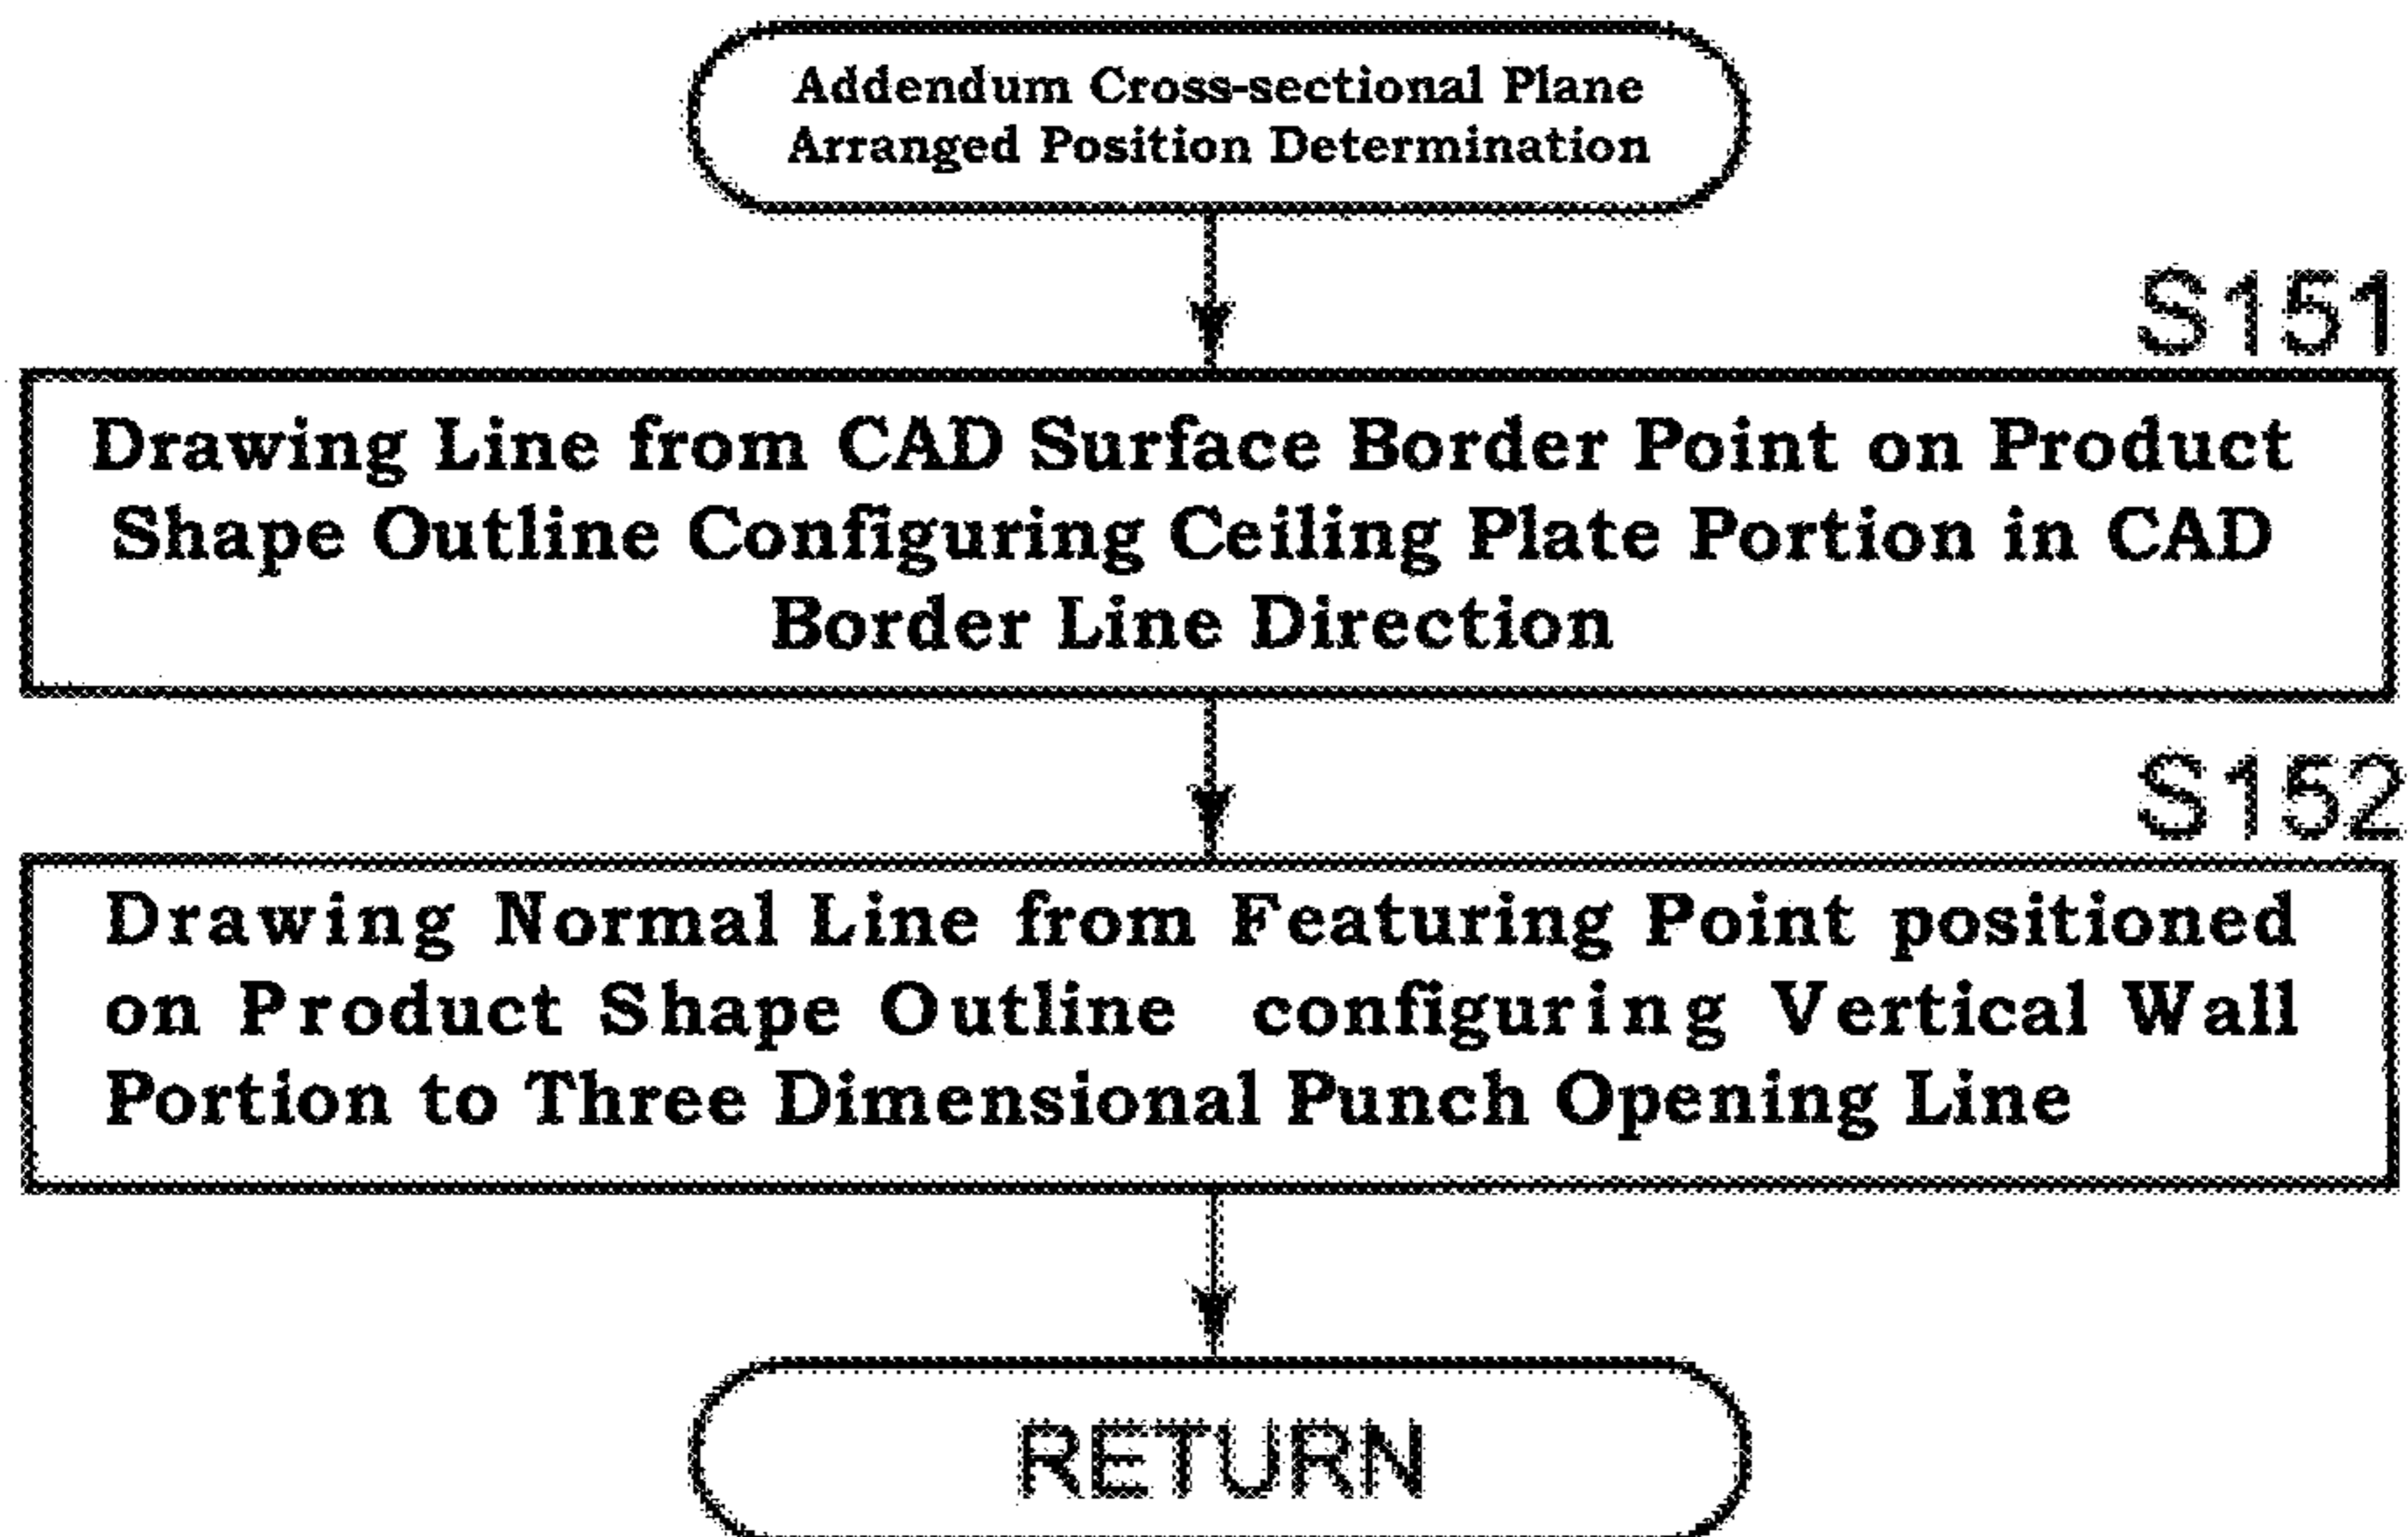 Addendum Cross-sectional Plane
Arranged Position Determination
S151
Drawing Line from CAD Surface Border Point on Product
Shape Outline Configuring Ceiling Plate Portion in CAD
Border Line Direction
S152
Drawing Normal Line from Featuring Point positioned
on Product Shape Outline configuring Vertical Wall
Portion to Three Dimensional Punch Opening Line
RETURN